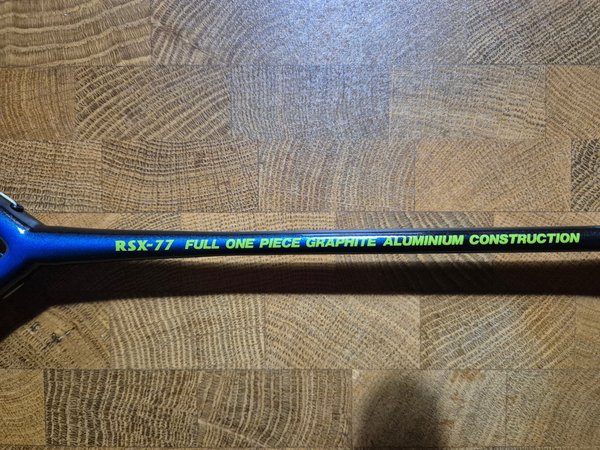 RSX-77 FULL ONE PIECE GRAPHITE ALUMINIUM CONSTRUCTION